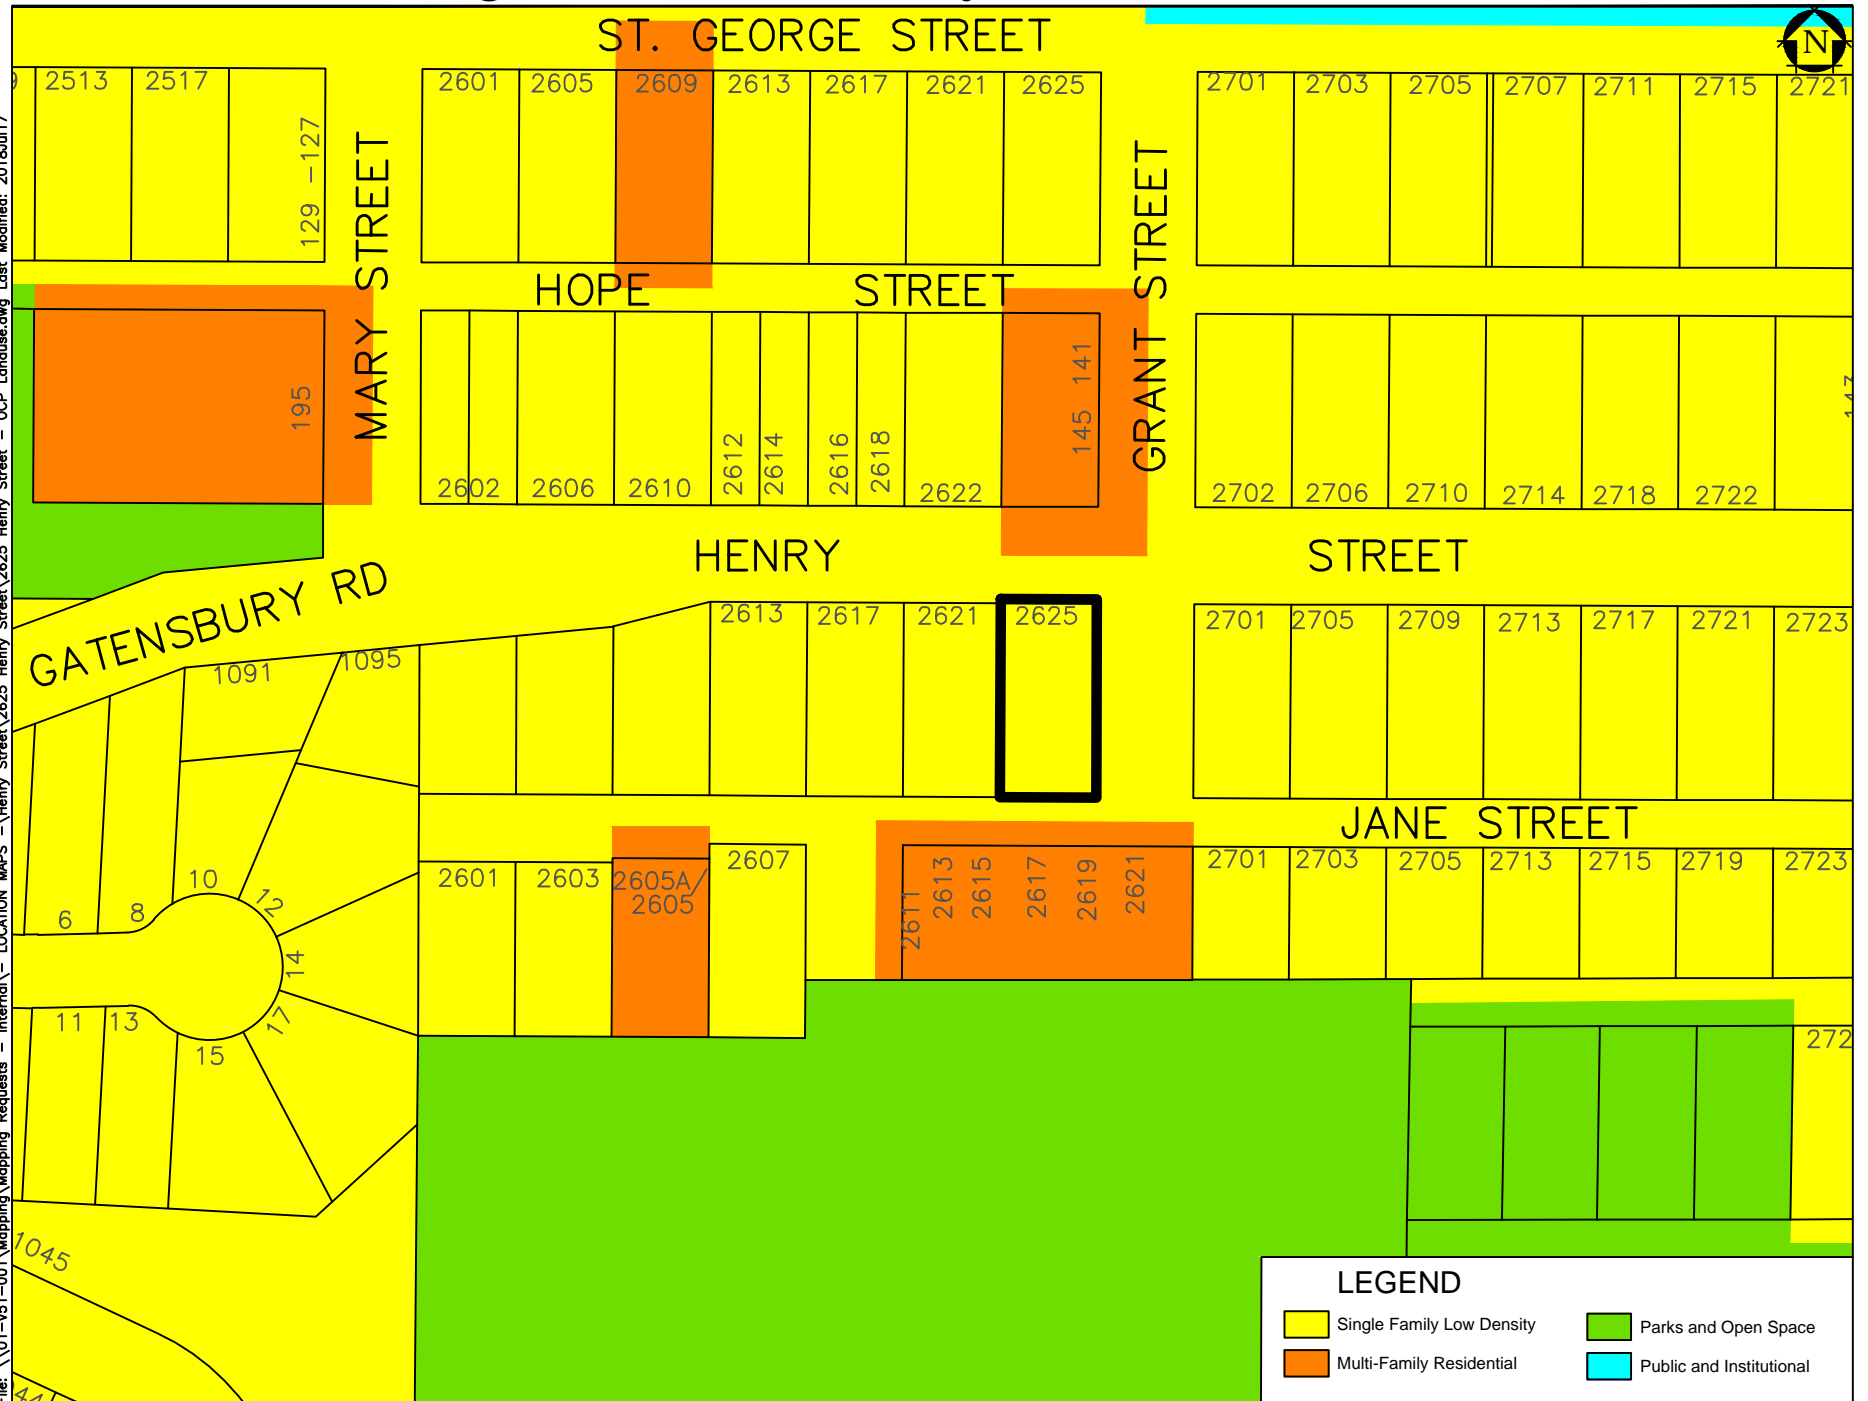 ST. GEORGE STREET
N
2513 2517
2601 2605 2609 2613 2617 2621 2625
2701 2703 2705 2707 2711 2715 2721
129 -127
MARY STREET
GRANT STREET
HOPE STREET
195
145 141
2602 2606 2610 2612 2614 2616 2618 2622
2702 2706 2710 2714 2718 2722
HENRY STREET
GATENSBURY RD
1091 1095
2613 2617 2621 2625
2701 2705 2709 2713 2717 2721 2723
JANE STREET
2601 2603 2605A/
2605
2607
2611 2613 2615 2617 2619 2621
2701 2703 2705 2713 2715 2719 2723
6 8 10 12 14 17 15 13 11
272
1045
LEGEND
Single Family Low Density
Multi-Family Residential
Parks and Open Space
Public and Institutional